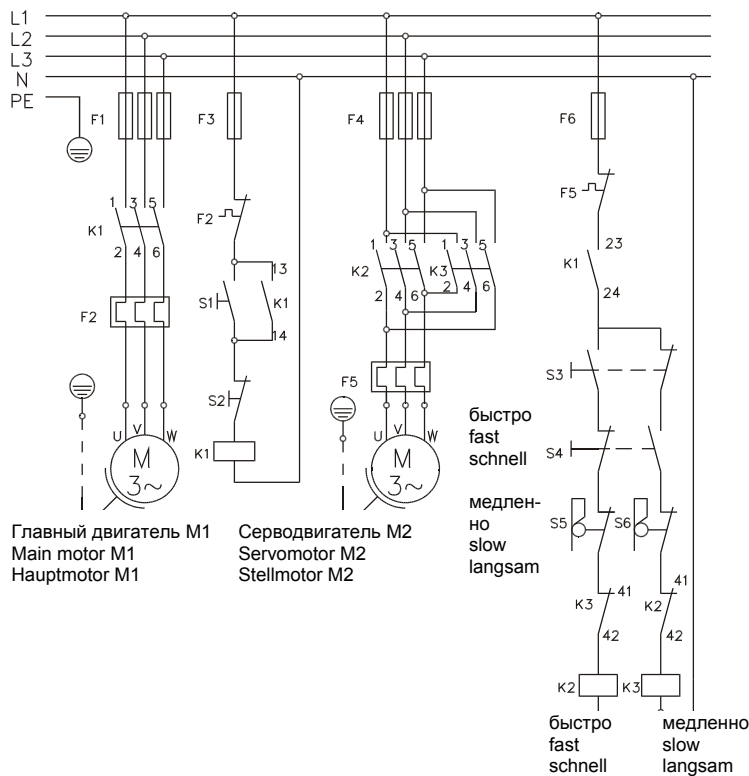 L1
L2
L3
N
PE
F1
F3
F4
F6
F2
F5
1 3 5
K1
2 4 6
13
S1
K1
14
1 3 5
K2
2 4 6
1 3 5
K3
2 4 6
23
K1
24
F2
S2
K1
F5
S3
S4
U V W
M
3~
U V W
M
3~
быстро
fast
schnell
медлен-
но
slow
langsam
S5
S6
Главный двигатель M1
Main motor M1
Hauptmotor M1
Серводвигатель M2
Servomotor M2
Stellmotor M2
K3
41
42
K2
41
42
K2
K3
быстро
fast
schnell
медленно
slow
langsam